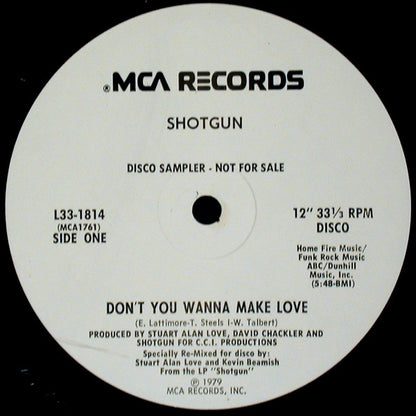 ®MCA RECORDS
SHOTGUN
DISCO SAMPLER - NOT FOR SALE
L33-1814
(MCA1761)
SIDE ONE
12" 33⅓ RPM
DISCO
Home Fire Music/
Funk Rock Music
ABC/Dunhill
Music, Inc.
(5:48-BMI)
DON'T YOU WANNA MAKE LOVE
(E. Lattimore-T. Steels I-W. Talbert)
PRODUCED BY STUART ALAN LOVE, DAVID CHACKLER AND
SHOTGUN FOR C.C.I. PRODUCTIONS
Specially Re-Mixed for disco by:
Stuart Alan Love and Kevin Beamish
From the LP "Shotgun"
℗ 1979
MCA RECORDS, INC.